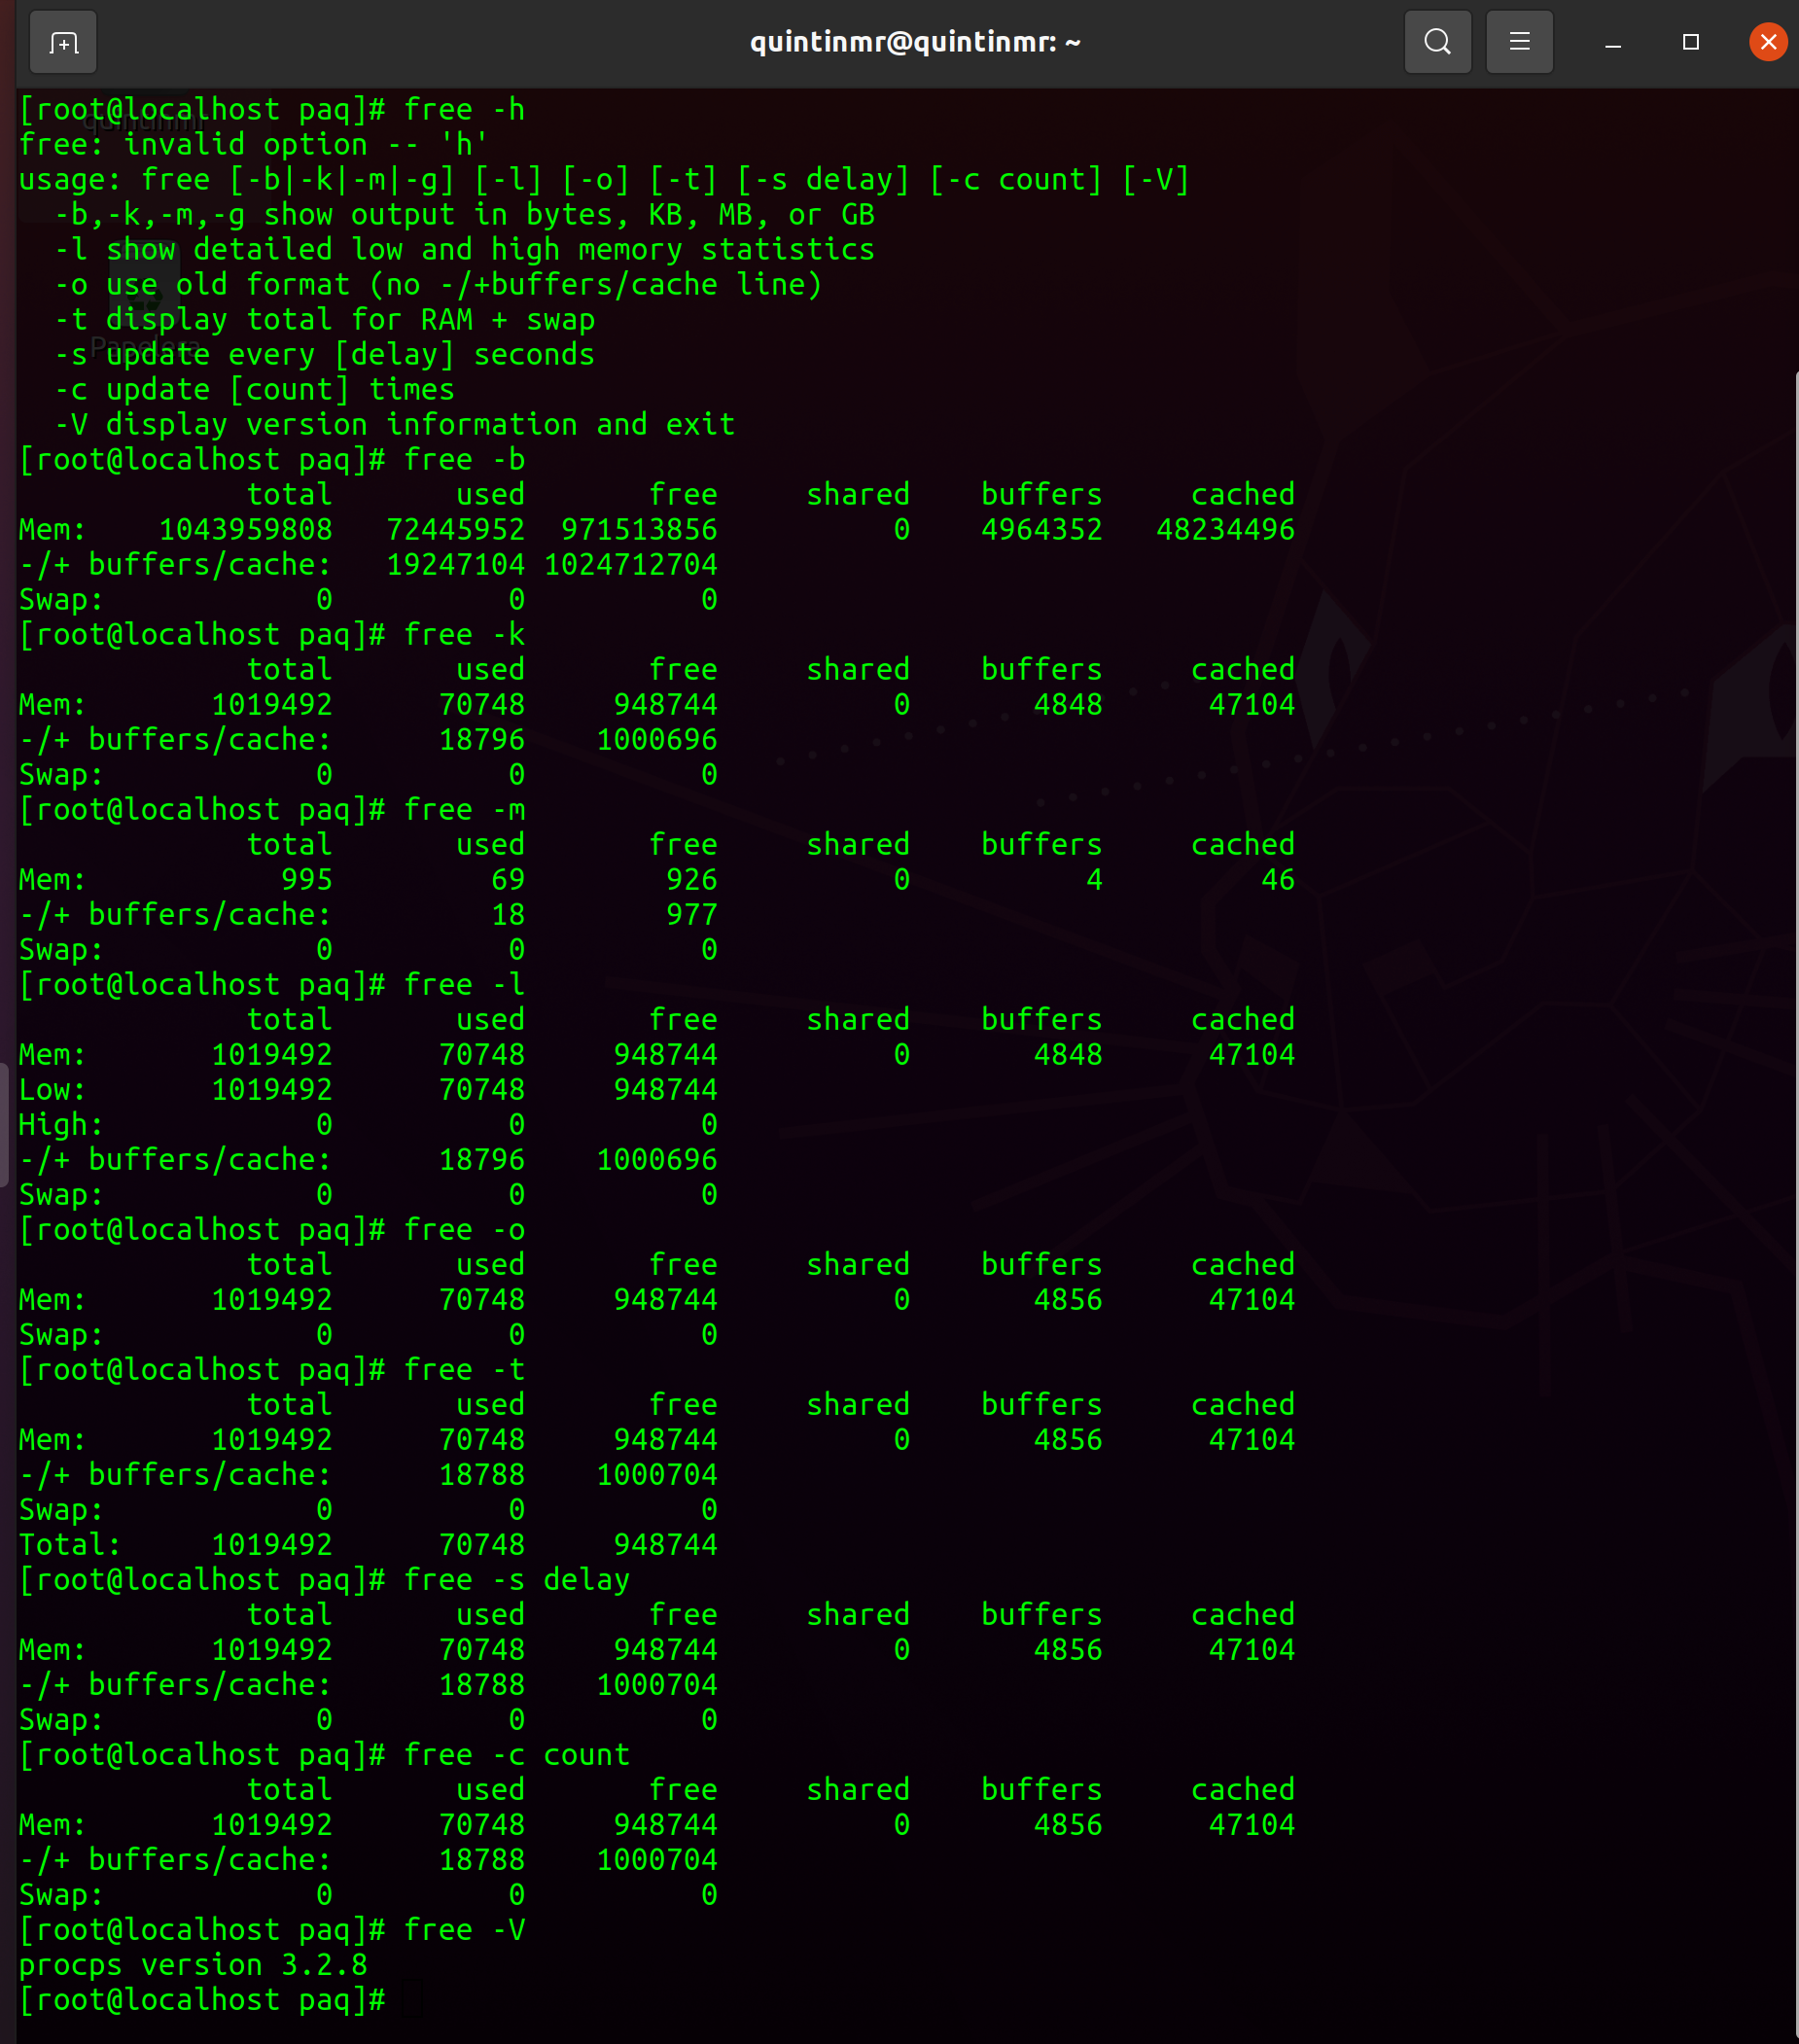 quintinmr@quintinmr: ~
[root@localhost paq]# free -h
quintinmr
free: invalid option -- 'h'
usage: free [-b|-k|-m|-g] [-l] [-o] [-t] [-s delay] [-c count] [-V]
  -b,-k,-m,-g show output in bytes, KB, MB, or GB
  -l show detailed low and high memory statistics
  -o use old format (no -/+buffers/cache line)
  -t display total for RAM + swap
Papelera
  -s update every [delay] seconds
  -c update [count] times
  -V display version information and exit
[root@localhost paq]# free -b
             total       used       free     shared    buffers     cached
Mem:    1043959808   72445952  971513856          0    4964352   48234496
-/+ buffers/cache:   19247104 1024712704
Swap:            0          0          0
[root@localhost paq]# free -k
             total       used       free     shared    buffers     cached
Mem:       1019492      70748     948744          0       4848      47104
-/+ buffers/cache:      18796    1000696
Swap:            0          0          0
[root@localhost paq]# free -m
             total       used       free     shared    buffers     cached
Mem:           995         69        926          0          4         46
-/+ buffers/cache:         18        977
Swap:            0          0          0
[root@localhost paq]# free -l
             total       used       free     shared    buffers     cached
Mem:       1019492      70748     948744          0       4848      47104
Low:       1019492      70748     948744
High:            0          0          0
-/+ buffers/cache:      18796    1000696
Swap:            0          0          0
[root@localhost paq]# free -o
             total       used       free     shared    buffers     cached
Mem:       1019492      70748     948744          0       4856      47104
Swap:            0          0          0
[root@localhost paq]# free -t
             total       used       free     shared    buffers     cached
Mem:       1019492      70748     948744          0       4856      47104
-/+ buffers/cache:      18788    1000704
Swap:            0          0          0
Total:     1019492      70748     948744
[root@localhost paq]# free -s delay
             total       used       free     shared    buffers     cached
Mem:       1019492      70748     948744          0       4856      47104
-/+ buffers/cache:      18788    1000704
Swap:            0          0          0
[root@localhost paq]# free -c count
             total       used       free     shared    buffers     cached
Mem:       1019492      70748     948744          0       4856      47104
-/+ buffers/cache:      18788    1000704
Swap:            0          0          0
[root@localhost paq]# free -V
procps version 3.2.8
[root@localhost paq]#